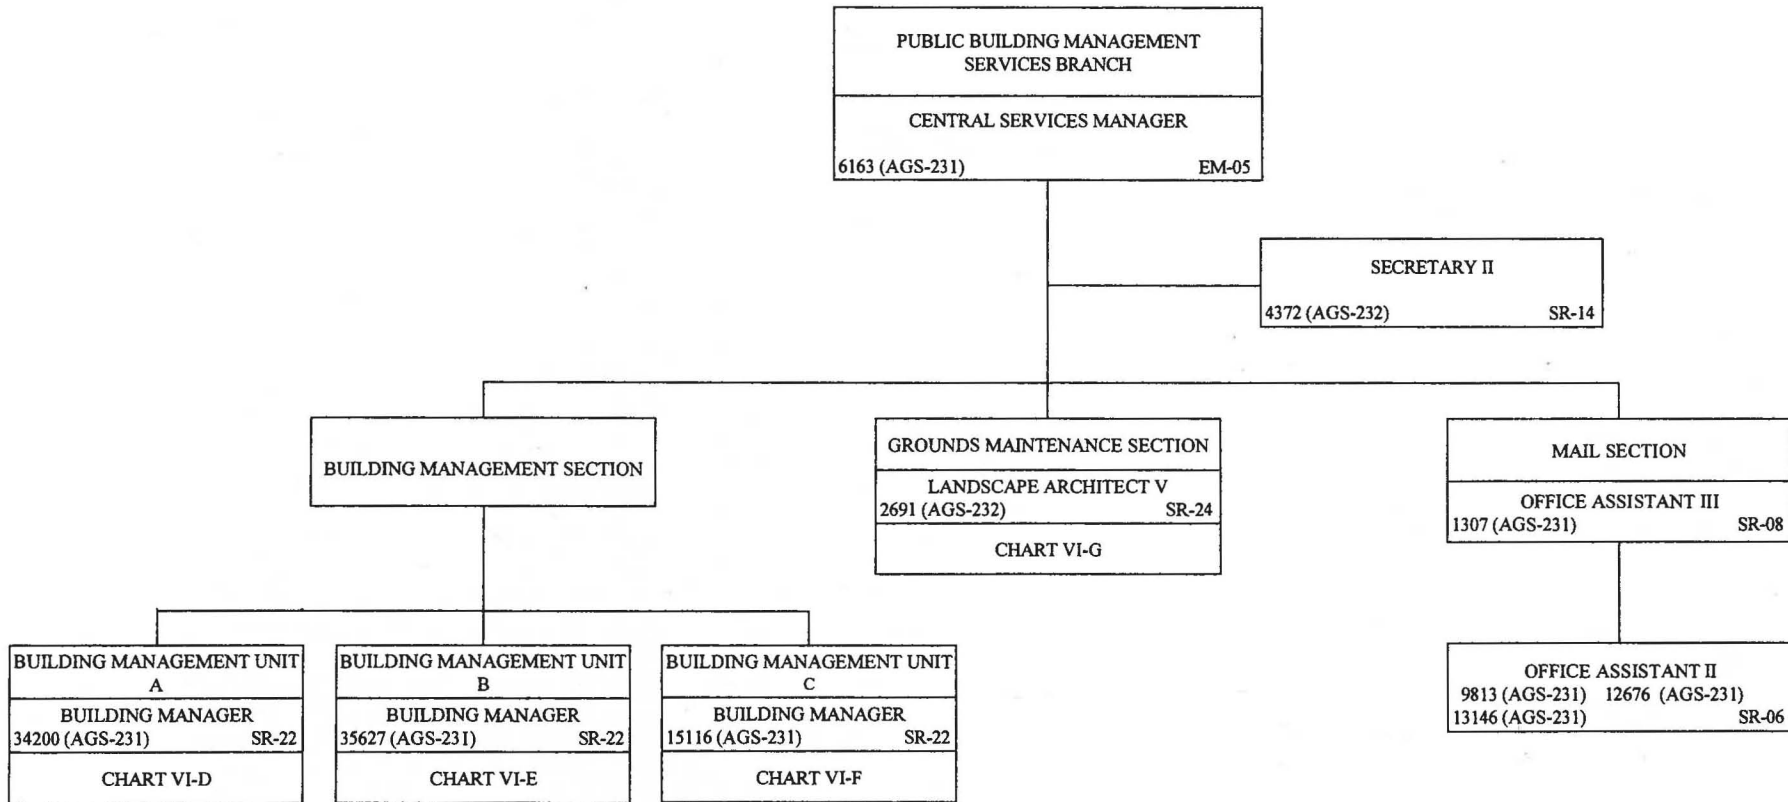 PUBLIC BUILDING MANAGEMENT
SERVICES BRANCH
CENTRAL SERVICES MANAGER
6163 (AGS-231) EM-05
SECRETARY II
4372 (AGS-232) SR-14
BUILDING MANAGEMENT SECTION
GROUNDS MAINTENANCE SECTION
LANDSCAPE ARCHITECT V
2691 (AGS-232) SR-24
CHART VI-G
MAIL SECTION
OFFICE ASSISTANT III
1307 (AGS-231) SR-08
OFFICE ASSISTANT II
9813 (AGS-231) 12676 (AGS-231)
13146 (AGS-231) SR-06
BUILDING MANAGEMENT UNIT
A
BUILDING MANAGER
34200 (AGS-231) SR-22
CHART VI-D
BUILDING MANAGEMENT UNIT
B
BUILDING MANAGER
35627 (AGS-231) SR-22
CHART VI-E
BUILDING MANAGEMENT UNIT
C
BUILDING MANAGER
15116 (AGS-231) SR-22
CHART VI-F